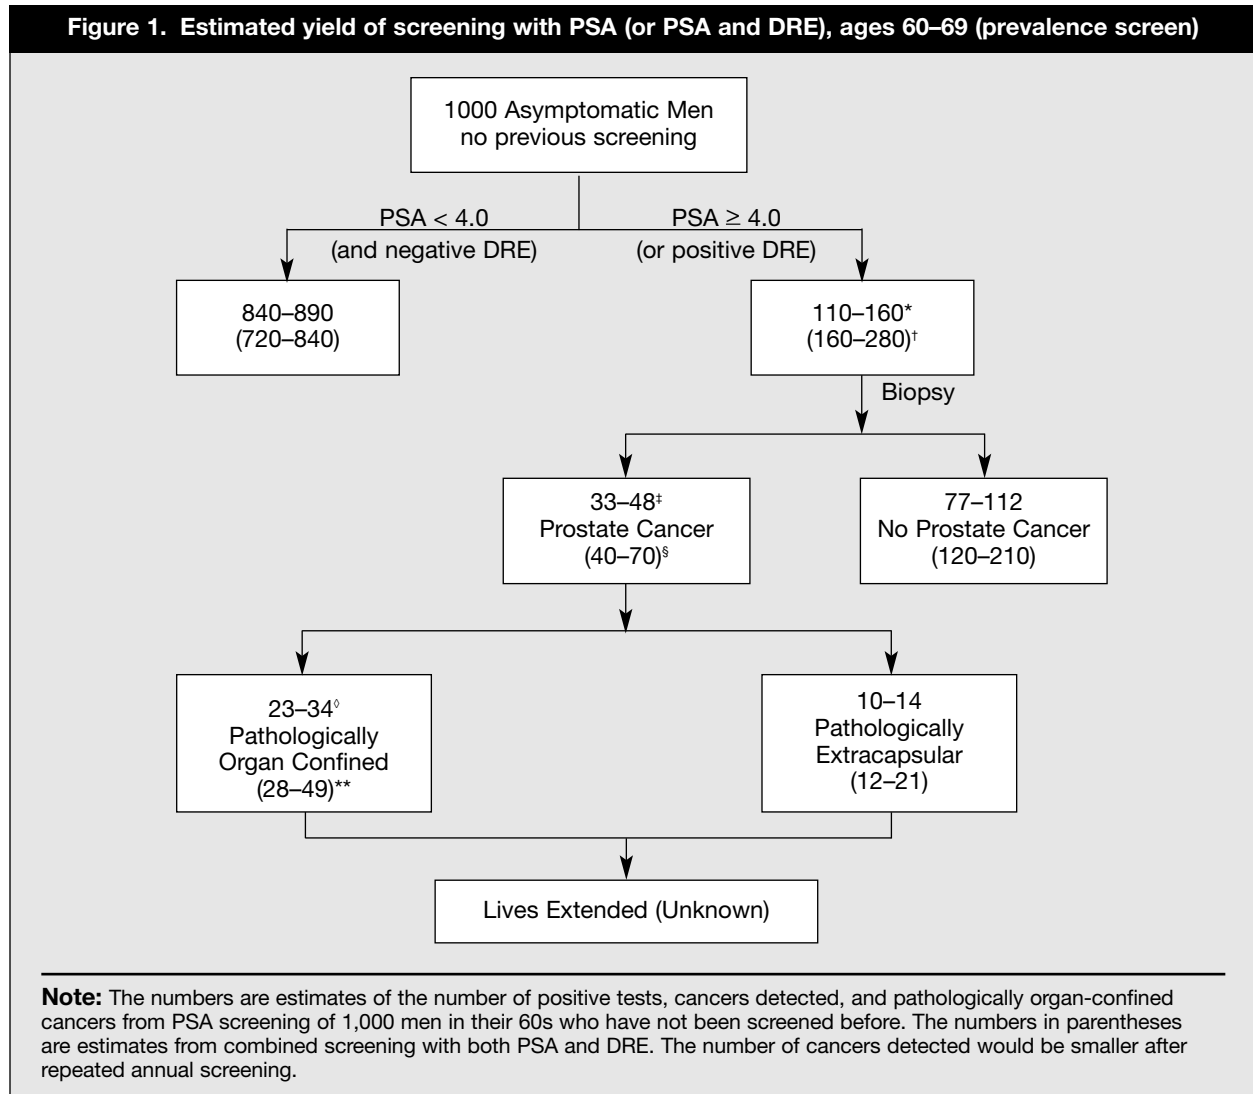 Figure 1. Estimated yield of screening with PSA (or PSA and DRE), ages 60–69 (prevalence screen)
1000 Asymptomatic Men
no previous screening
PSA < 4.0
(and negative DRE)
PSA ≥ 4.0
(or positive DRE)
840–890
(720–840)
110–160*
(160–280)†
Biopsy
33–48‡
Prostate Cancer
(40–70)§
77–112
No Prostate Cancer
(120–210)
23–34◊
Pathologically
Organ Confined
(28–49)**
10–14
Pathologically
Extracapsular
(12–21)
Lives Extended (Unknown)
Note: The numbers are estimates of the number of positive tests, cancers detected, and pathologically organ-confined
cancers from PSA screening of 1,000 men in their 60s who have not been screened before. The numbers in parentheses
are estimates from combined screening with both PSA and DRE. The number of cancers detected would be smaller after
repeated annual screening.